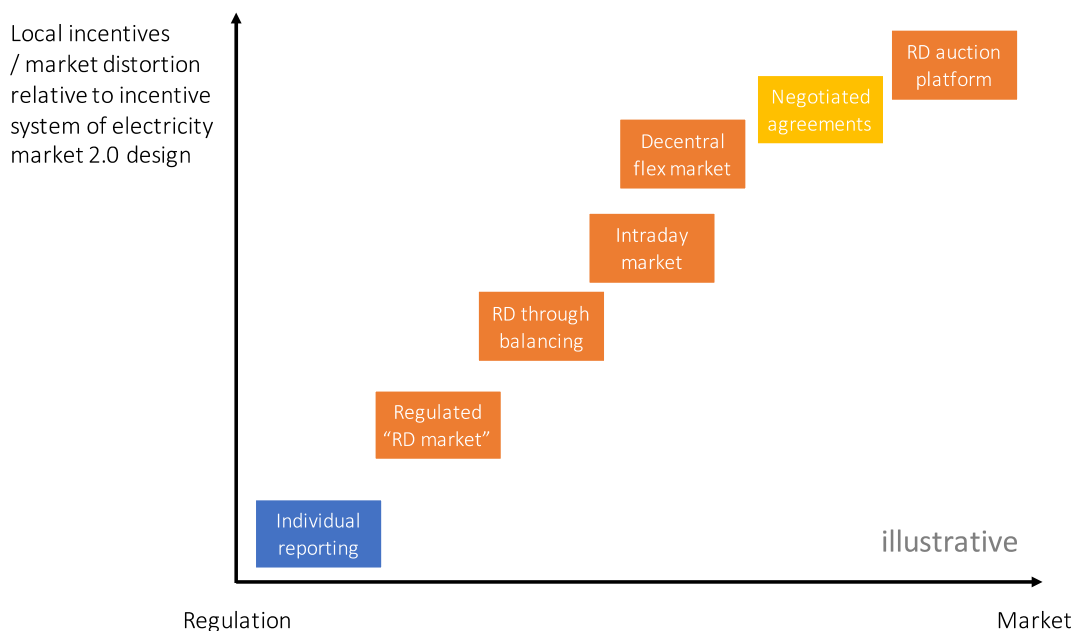 Local incentives
/ market distortion
relative to incentive
system of electricity
market 2.0 design
RD auction
platform
Negotiated
agreements
Decentral
flex market
Intraday
market
RD through
balancing
Regulated
“RD market”
Individual
reporting
illustrative
Regulation
Market